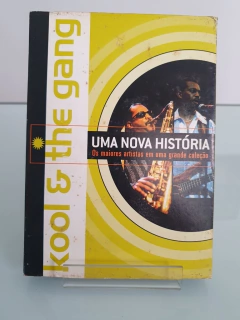 kool & the gang
UMA NOVA HISTÓRIA
Os maiores artistas em uma grande coleção